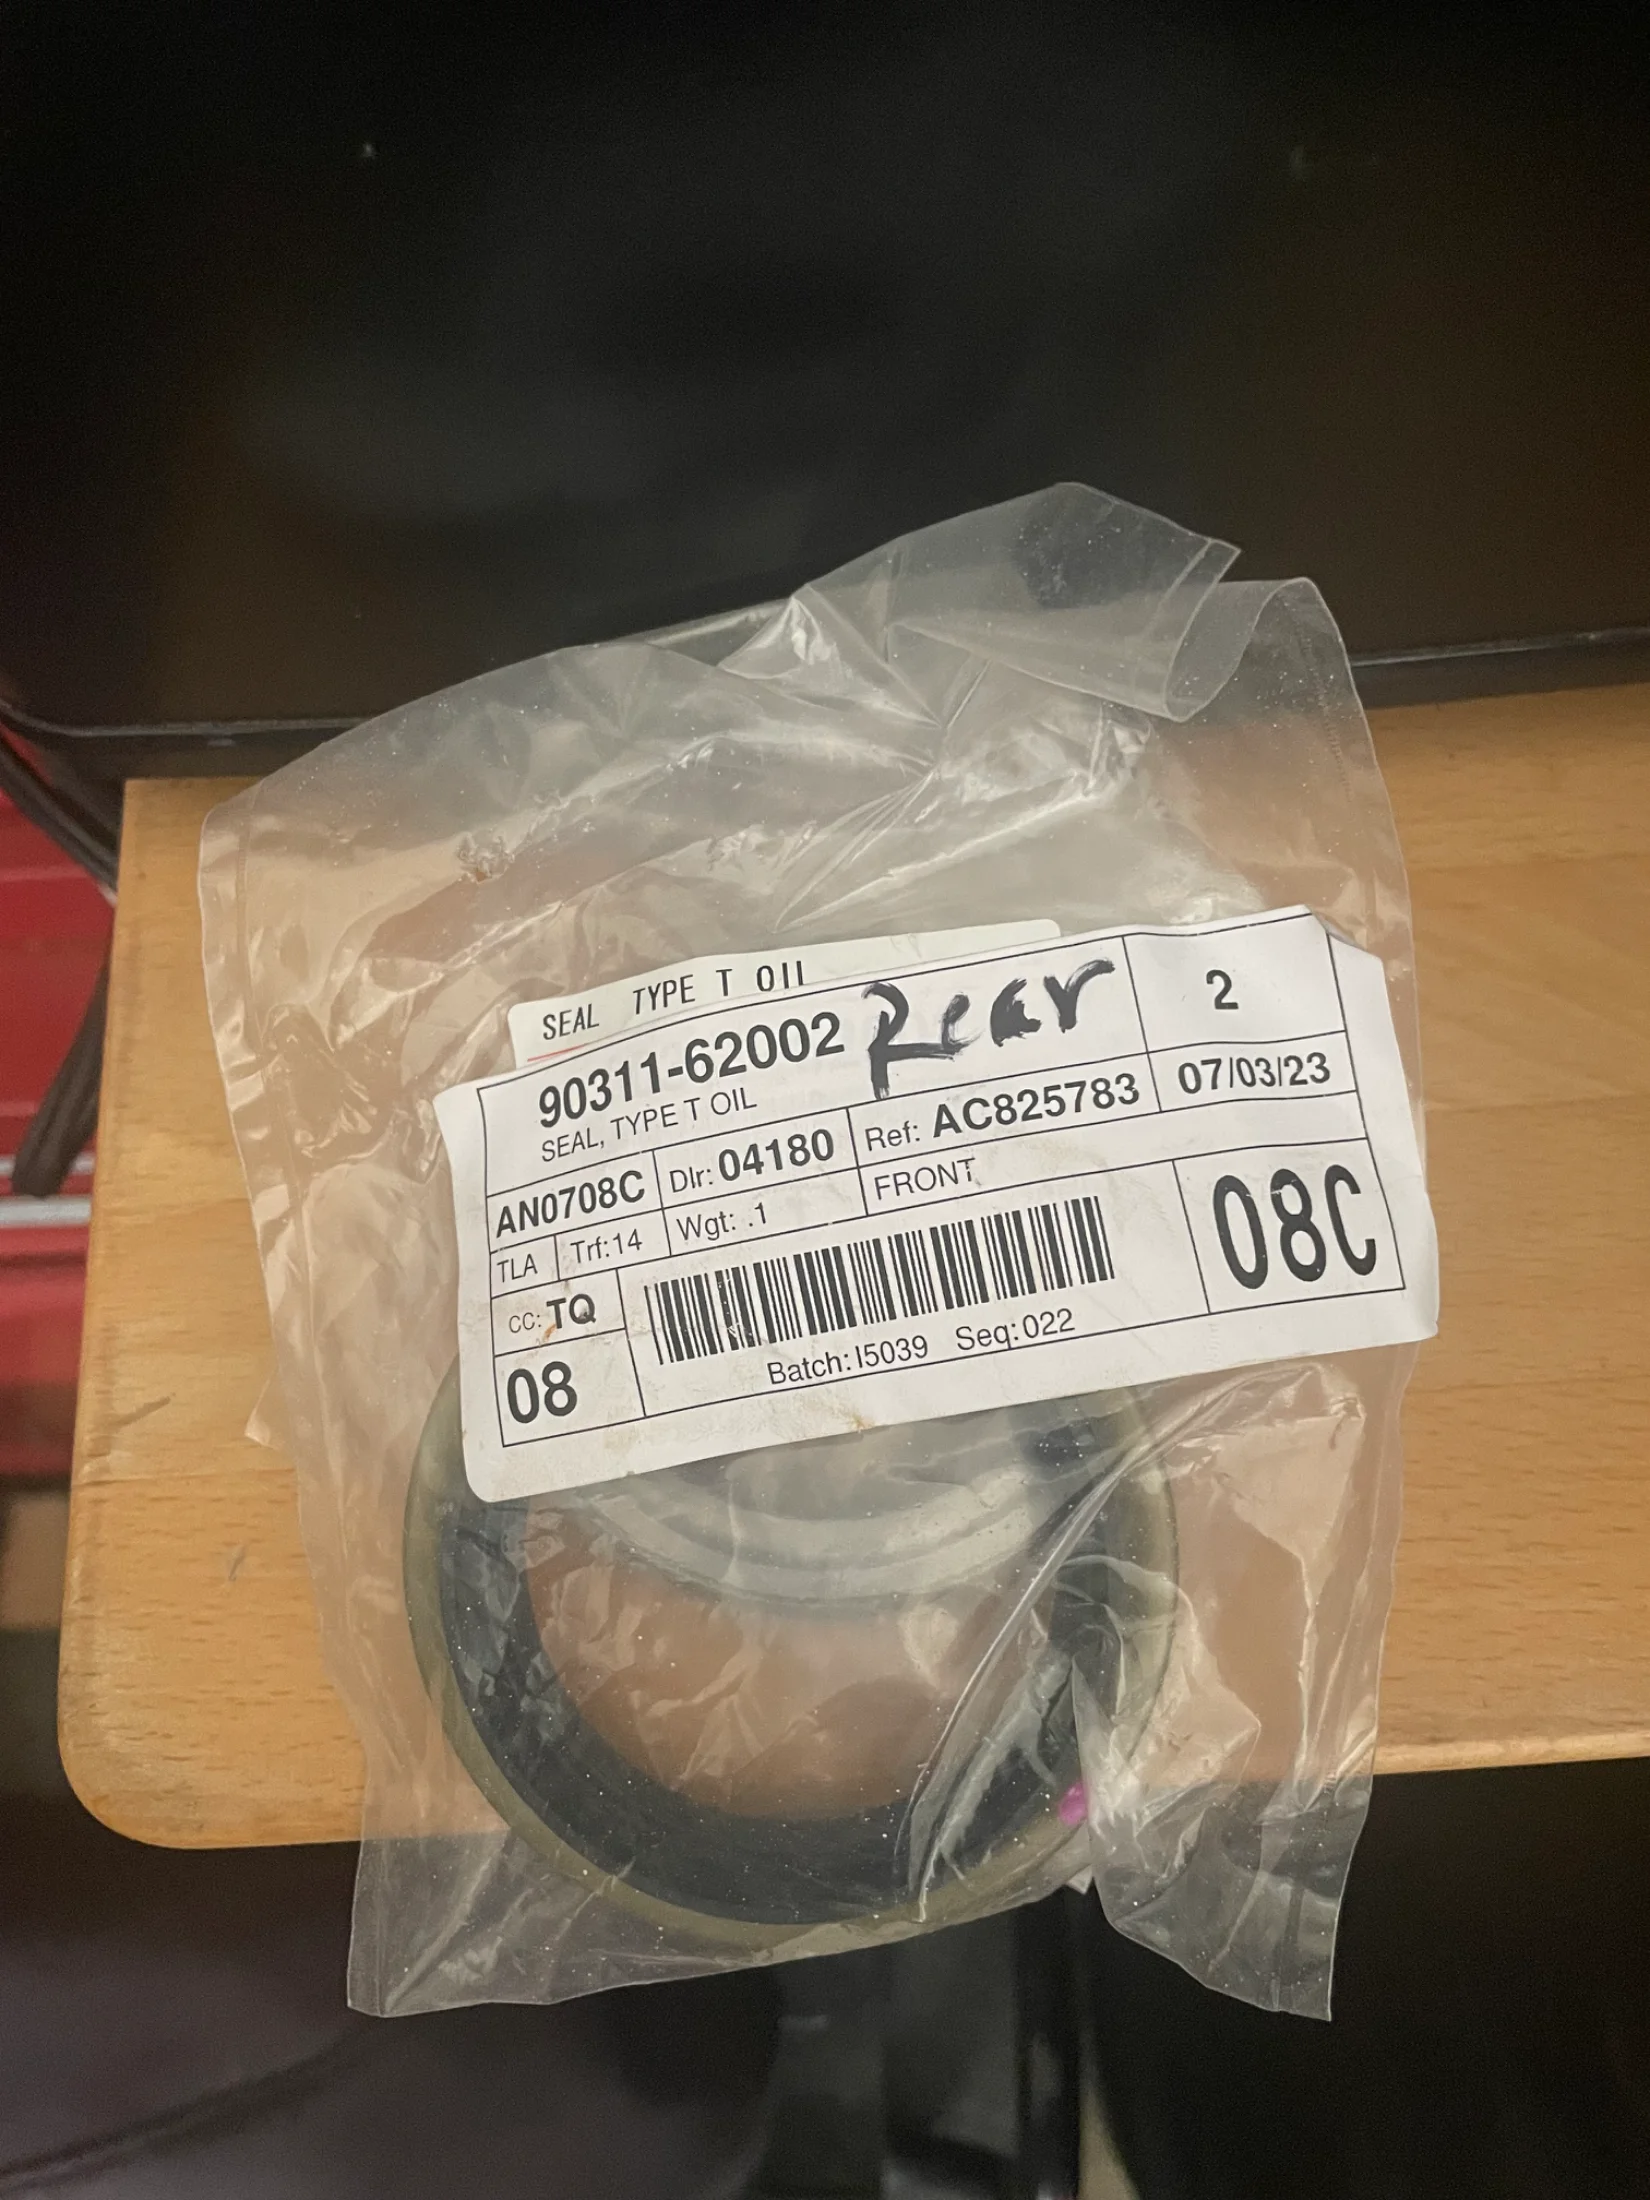 SEAL TYPE T OIL
90311-62002 Rear 2
SEAL, TYPE T OIL
AN0708C Dlr: 04180 Ref: AC825783 07/03/23
TLA Trf:14 Wgt: .1 FRONT
CC: TQ
08C
08
Batch: I5039 Seq: 022